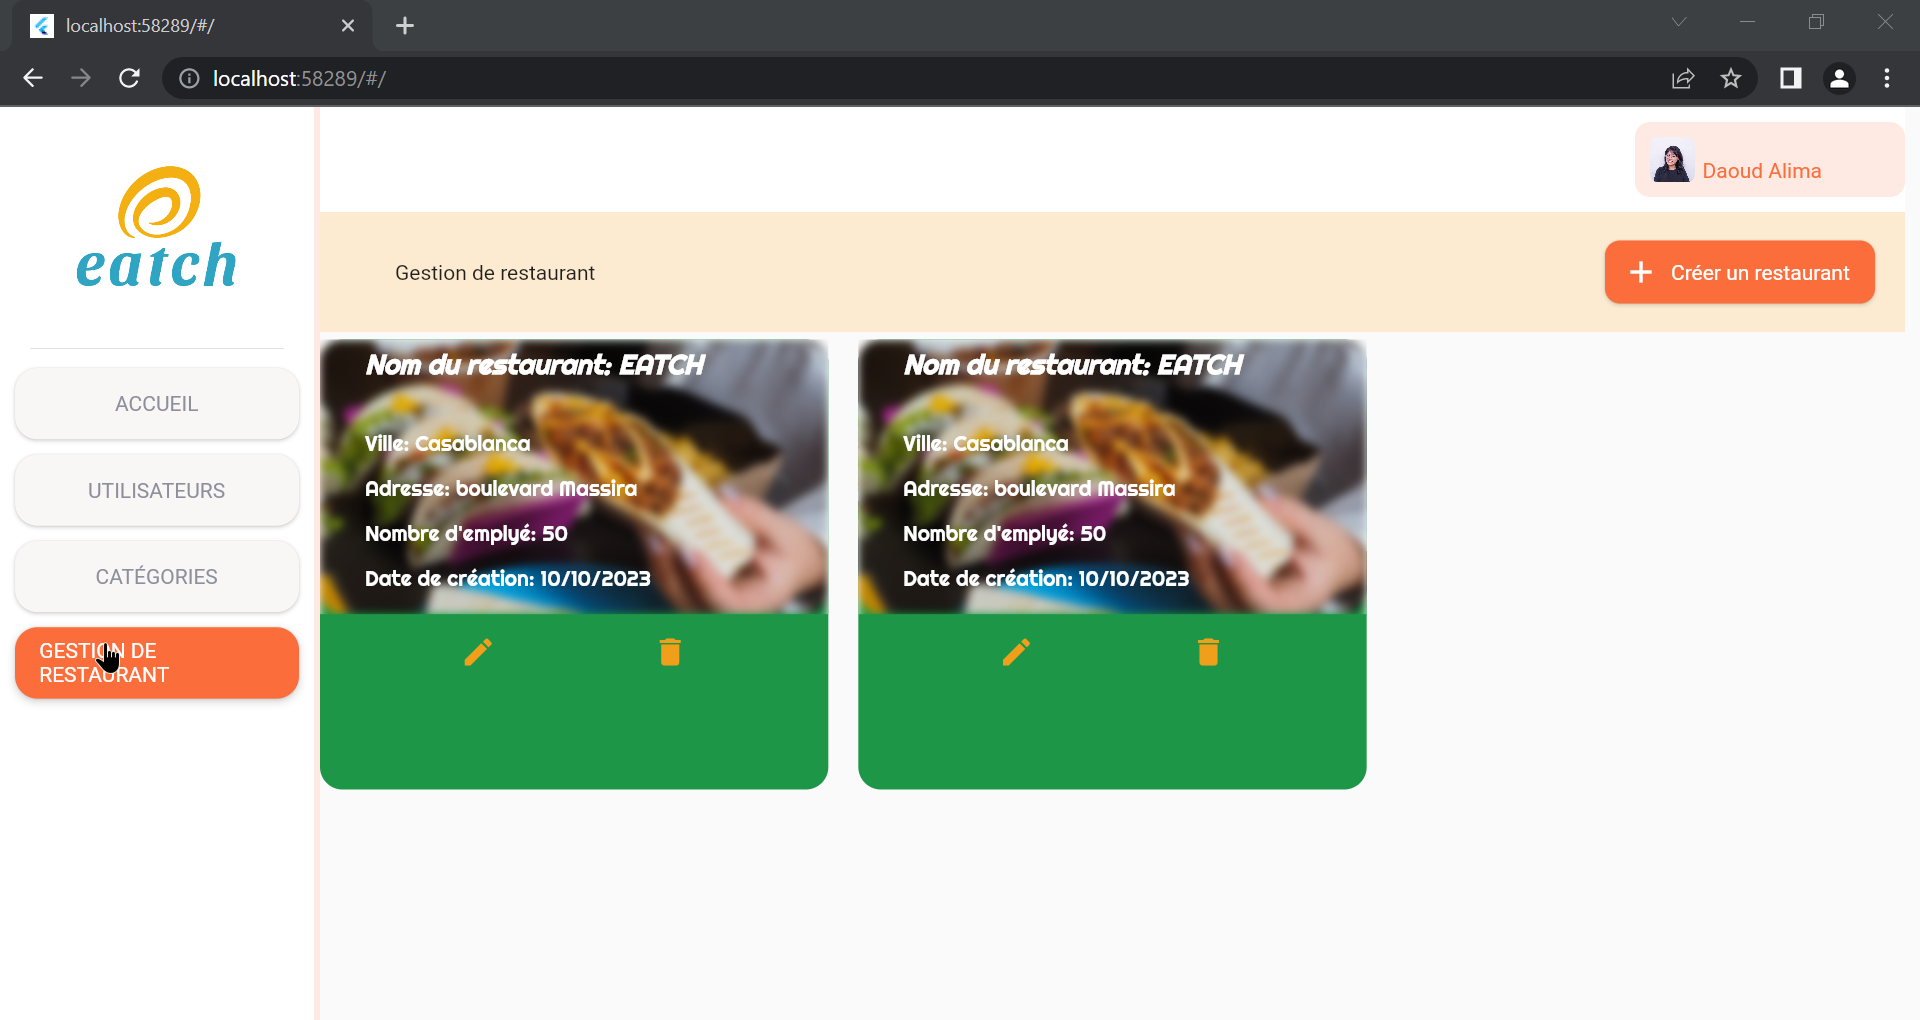 localhost:58289/#/
localhost:58289/#/
eatch
Daoud Alima
Gestion de restaurant
Créer un restaurant
ACCUEIL
UTILISATEURS
CATÉGORIES
GESTION DE
RESTAURANT
Nom du restaurant: EATCH
Ville: Casablanca
Adresse: boulevard Massira
Nombre d'emplyé: 50
Date de création: 10/10/2023
Nom du restaurant: EATCH
Ville: Casablanca
Adresse: boulevard Massira
Nombre d'emplyé: 50
Date de création: 10/10/2023